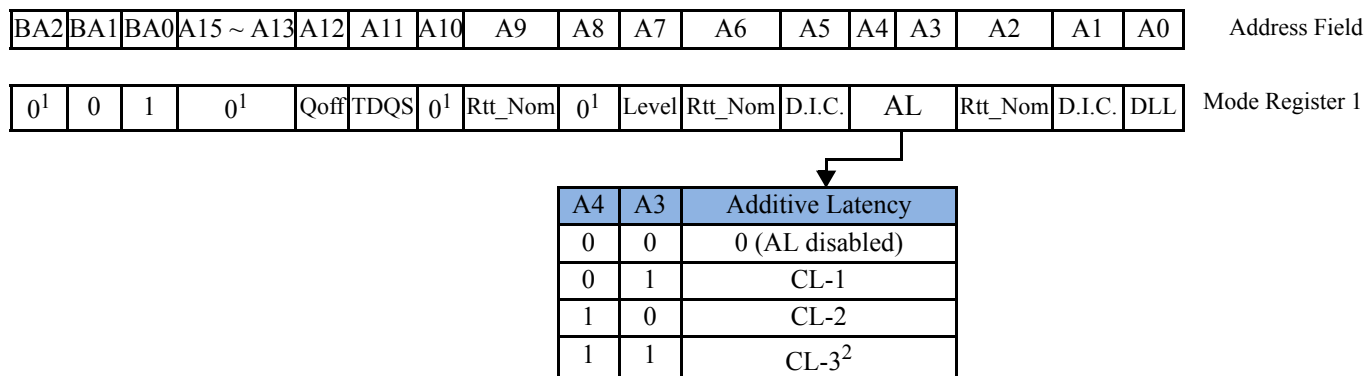 BA2 BA1 BA0 A15 ~ A13 A12 A11 A10 A9 A8 A7 A6 A5 A4 A3 A2 A1 A0 Address Field
0¹ 0 1 0¹ Qoff TDQS 0¹ Rtt_Nom 0¹ Level Rtt_Nom D.I.C. AL Rtt_Nom D.I.C. DLL Mode Register 1
A4 A3 Additive Latency
0 0 0 (AL disabled)
0 1 CL-1
1 0 CL-2
1 1 CL-3²